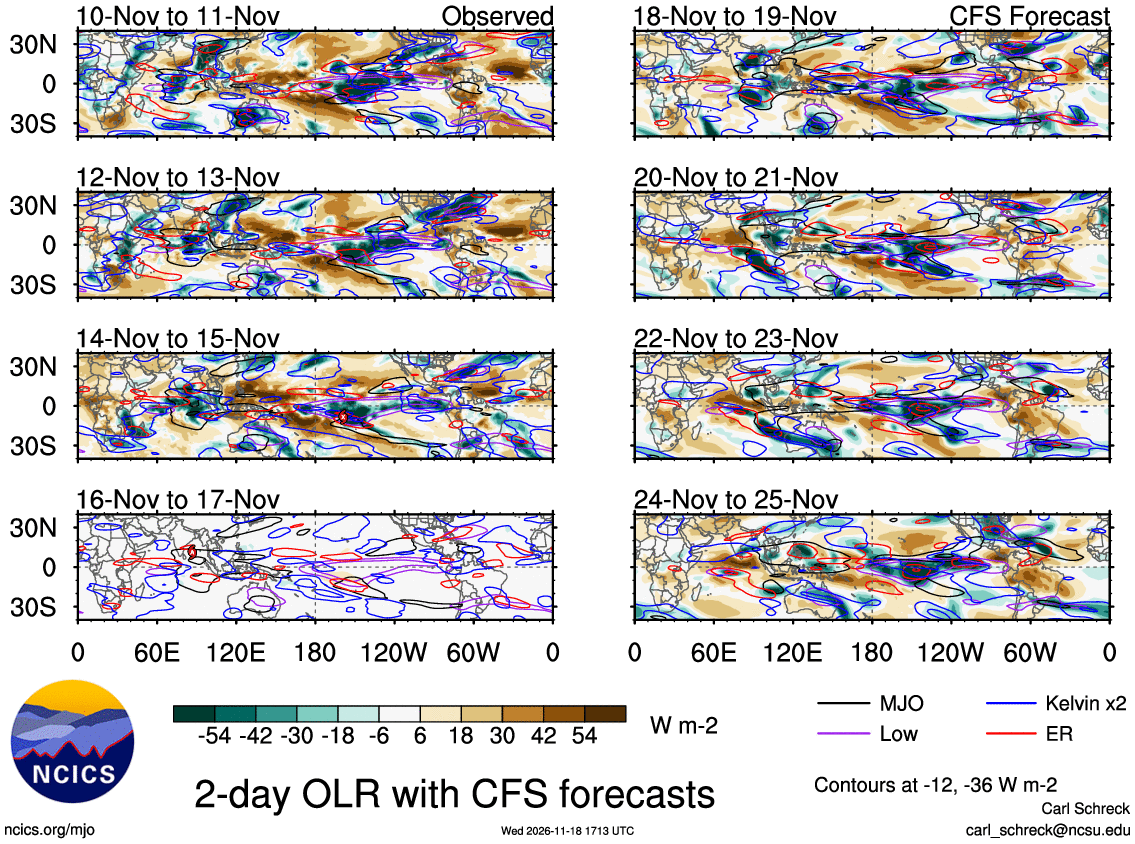 10-Nov to 11-Nov Observed
18-Nov to 19-Nov CFS Forecast
30N
0
30S
12-Nov to 13-Nov
20-Nov to 21-Nov
30N
0
30S
14-Nov to 15-Nov
22-Nov to 23-Nov
30N
0
30S
16-Nov to 17-Nov
24-Nov to 25-Nov
30N
0
30S
0 60E 120E 180 120W 60W 0
0 60E 120E 180 120W 60W 0
-54 -42 -30 -18 -6 6 18 30 42 54
W m-2
MJO
Kelvin x2
Low
ER
NCICS
2-day OLR with CFS forecasts
Contours at -12, -36 W m-2
Carl Schreck
ncics.org/mjo
Wed 2026-11-18 1713 UTC
carl_schreck@ncsu.edu